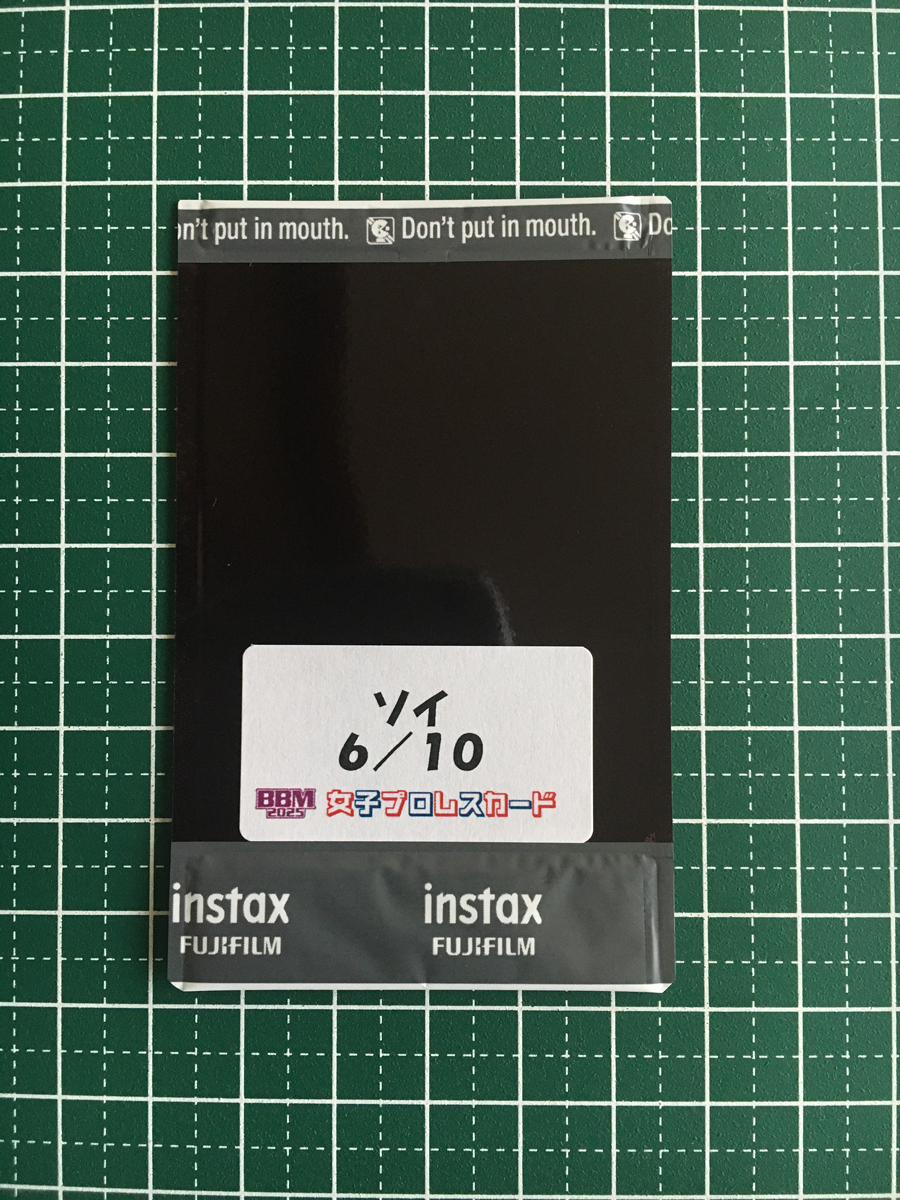 on't put in mouth. Don't put in mouth. Do
ソイ
6/10
BBM 2025 女子プロレスカード
instax instax
FUJIFILM FUJIFILM